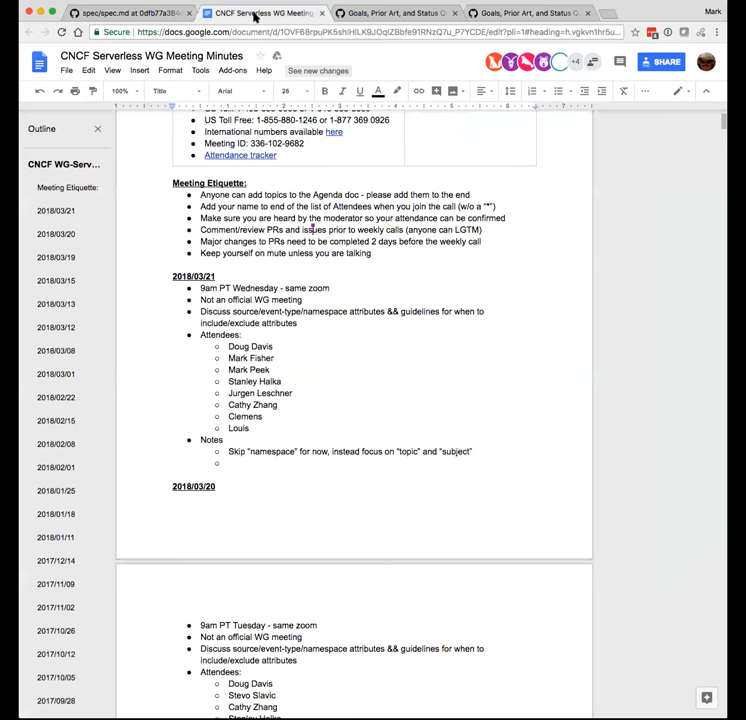 spec/spec.md at 0dfb77a384
CNCF Serverless WG Meeting
Goals, Prior Art, and Status Q
Goals, Prior Art, and Status Q
Mark
Secure
CNCF Serverless WG Meeting Minutes
File Edit View Insert Format Tools Add-ons Help See new changes
+4
SHARE
100% Title Arial 26
Outline
CNCF WG-Serv...
Meeting Etiquette:
2018/03/21
2018/03/20
2018/03/19
2018/03/15
2018/03/13
2018/03/12
2018/03/08
2018/03/01
2018/02/22
2018/02/15
2018/02/08
2018/02/01
2018/01/25
2018/01/18
2018/01/11
2017/12/14
2017/11/09
2017/11/02
2017/10/26
2017/10/12
2017/10/05
2017/09/28
US Toll Free: 1-855-880-1246 or 1-877 369 0926
International numbers available here
Meeting ID: 336-102-9682
Attendance tracker
Meeting Etiquette:
Anyone can add topics to the Agenda doc - please add them to the end
Add your name to end of the list of Attendees when you join the call (w/o a "*")
Make sure you are heard by the moderator so your attendance can be confirmed
Comment/review PRs and issues prior to weekly calls (anyone can LGTM)
Major changes to PRs need to be completed 2 days before the weekly call
Keep yourself on mute unless you are talking
2018/03/21
9am PT Wednesday - same zoom
Not an official WG meeting
Discuss source/event-type/namespace attributes && guidelines for when to
include/exclude attributes
Attendees:
Doug Davis
Mark Fisher
Mark Peek
Stanley Halka
Jurgen Leschner
Cathy Zhang
Clemens
Louis
Notes
Skip "namespace" for now, instead focus on "topic" and "subject"
2018/03/20
9am PT Tuesday - same zoom
Not an official WG meeting
Discuss source/event-type/namespace attributes && guidelines for when to
include/exclude attributes
Attendees:
Doug Davis
Stevo Slavic
Cathy Zhang
Stanley Halka